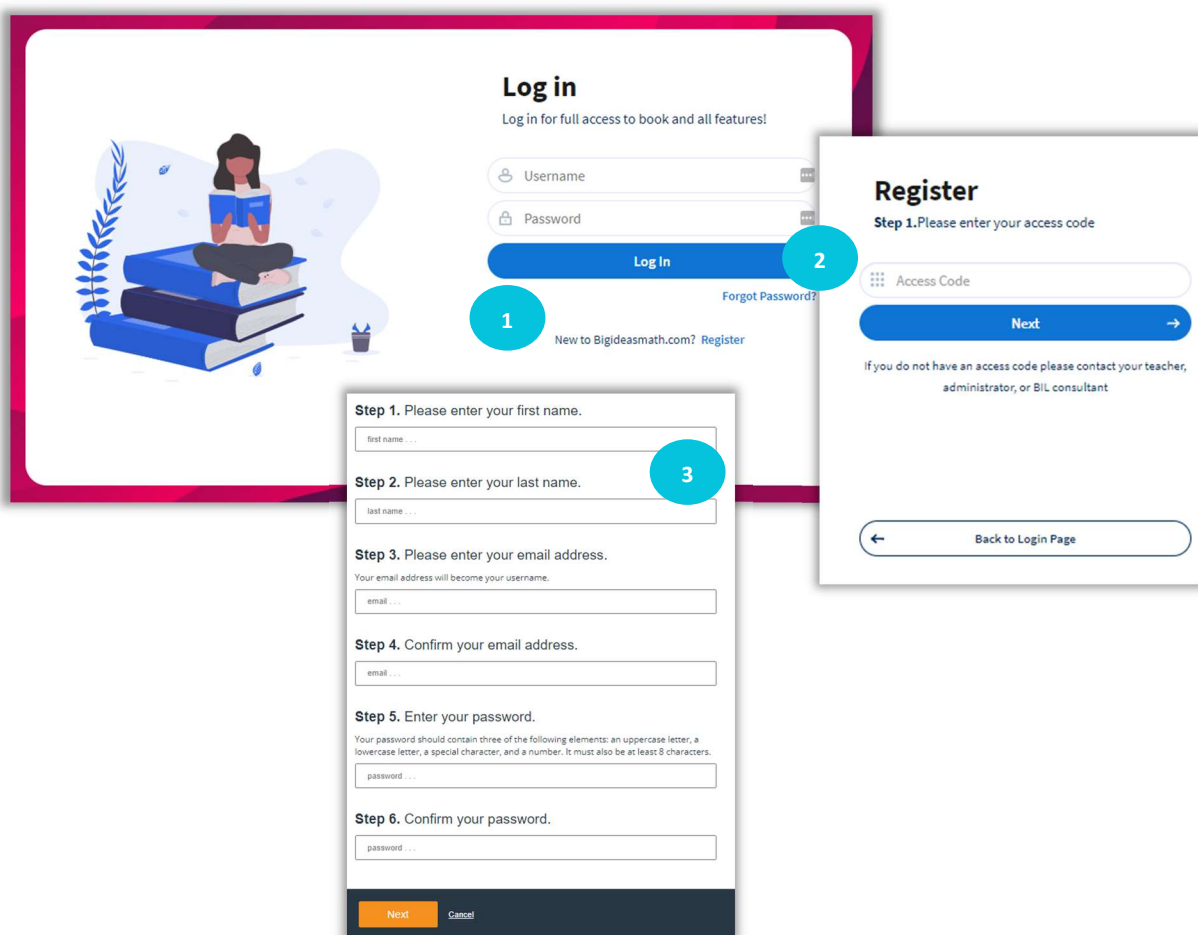 Log in
Log in for full access to book and all features!
Username
Password
Log In
Forgot Password?
1
New to Bigideasmath.com? Register
2
Register
Step 1.Please enter your access code
Access Code
Next
If you do not have an access code please contact your teacher,
administrator, or BIL consultant
Back to Login Page
3
Step 1. Please enter your first name.
first name . . .
Step 2. Please enter your last name.
last name . . .
Step 3. Please enter your email address.
Your email address will become your username.
email . . .
Step 4. Confirm your email address.
email . . .
Step 5. Enter your password.
Your password should contain three of the following elements: an uppercase letter, a
lowercase letter, a special character, and a number. It must also be at least 8 characters.
password . . .
Step 6. Confirm your password.
password . . .
Next
Cancel